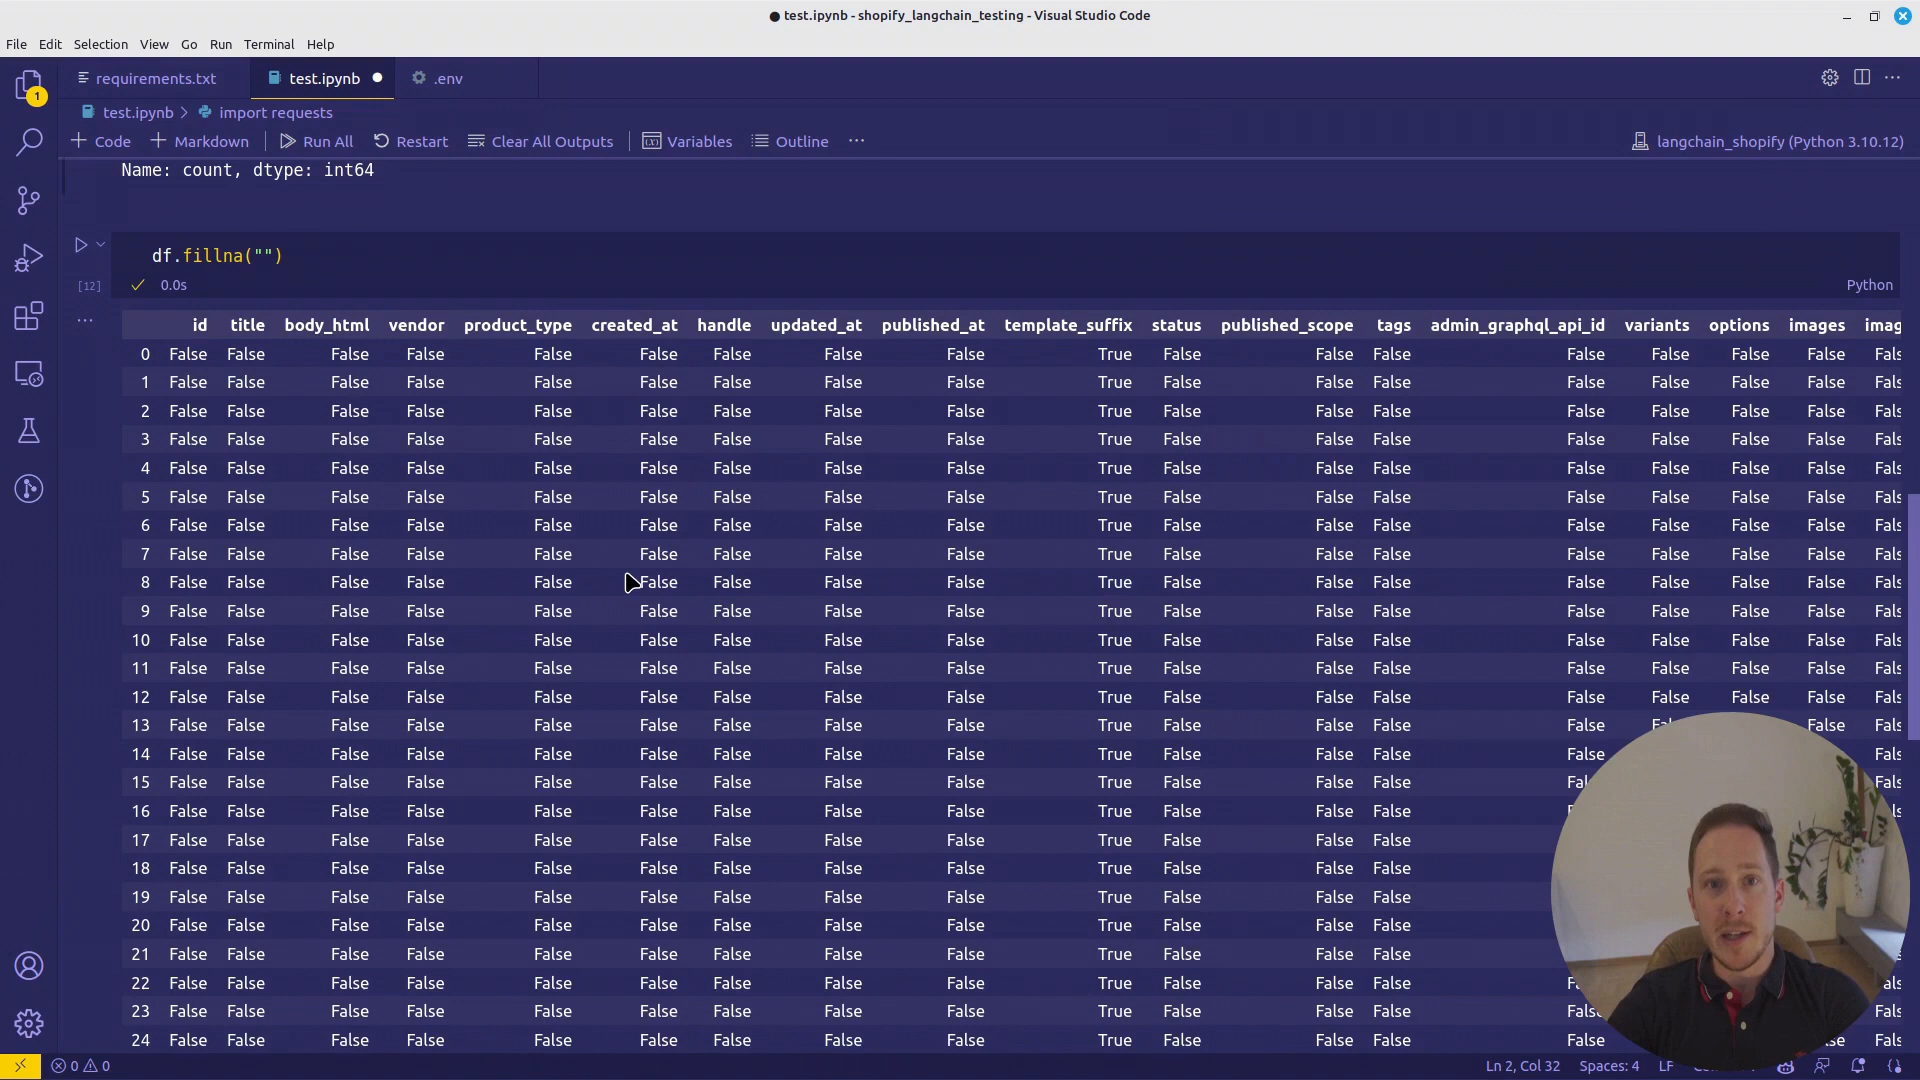 ● test.ipynb - shopify_langchain_testing - Visual Studio Code
File Edit Selection View Go Run Terminal Help
1
requirements.txt test.ipynb ● .env
test.ipynb > import requests
+ Code + Markdown Run All Restart Clear All Outputs Variables Outline ··· langchain_shopify (Python 3.10.12)
Name: count, dtype: int64
df.fillna("")
[12] 0.0s Python
id title body_html vendor product_type created_at handle updated_at published_at template_suffix status published_scope tags admin_graphql_api_id variants options images imag
0 False False False False False False False False False True False False False False False False False Fals
1 False False False False False False False False False True False False False False False False False Fals
2 False False False False False False False False False True False False False False False False False Fals
3 False False False False False False False False False True False False False False False False False Fals
4 False False False False False False False False False True False False False False False False False Fals
5 False False False False False False False False False True False False False False False False False Fals
6 False False False False False False False False False True False False False False False False False Fals
7 False False False False False False False False False True False False False False False False False Fals
8 False False False False False False False False False True False False False False False False False Fals
9 False False False False False False False False False True False False False False False False False Fals
10 False False False False False False False False False True False False False False False False False Fals
11 False False False False False False False False False True False False False False False False False Fals
12 False False False False False False False False False True False False False False False False False Fals
13 False False False False False False False False False True False False False False False Fals
14 False False False False False False False False False True False False False False Fals
15 False False False False False False False False False True False False False Fals
16 False False False False False False False False False True False False False Fals
17 False False False False False False False False False True False False False
18 False False False False False False False False False True False False False
19 False False False False False False False False False True False False False
20 False False False False False False False False False True False False False
21 False False False False False False False False False True False False False
22 False False False False False False False False False True False False False
23 False False False False False False False False False True False False False Fals
24 False False False False False False False False False True False False False False Fals
0 0 Ln 2, Col 32 Spaces: 4 LF